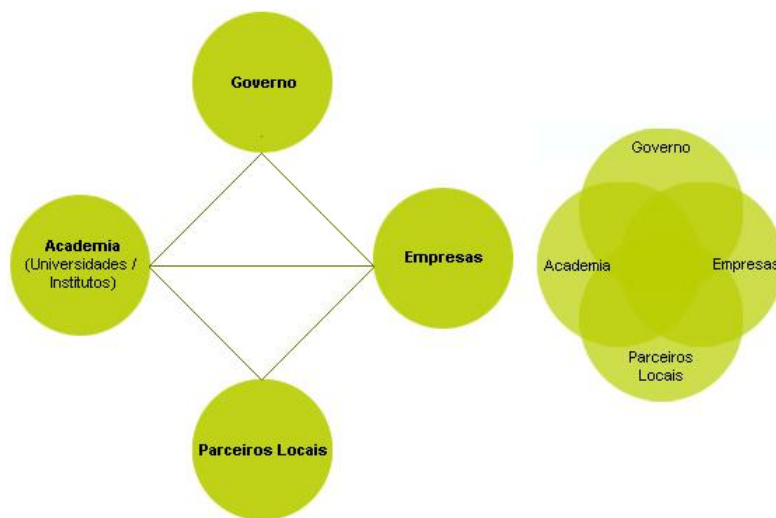 Governo
Academia
(Universidades /
Institutos)
Empresas
Parceiros Locais
Governo
Academia
Empresas
Parceiros
Locais